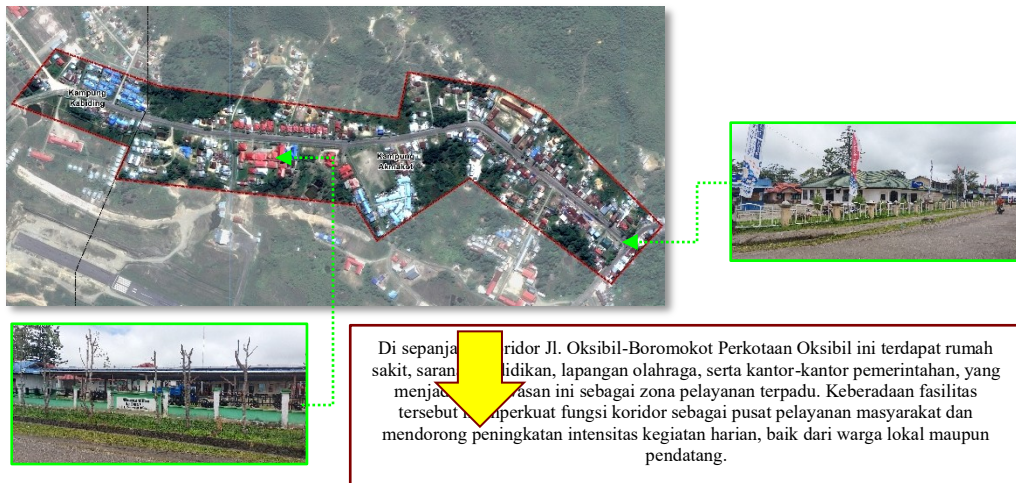 Kampung
Kabiding
Kampung
Akmakot
Di sepanja ridor Jl. Oksibil-Boromokot Perkotaan Oksibil ini terdapat rumah
sakit, saran didikan, lapangan olahraga, serta kantor-kantor pemerintahan, yang
menjad wasan ini sebagai zona pelayanan terpadu. Keberadaan fasilitas
tersebut mperkuat fungsi koridor sebagai pusat pelayanan masyarakat dan
mendorong peningkatan intensitas kegiatan harian, baik dari warga lokal maupun
pendatang.